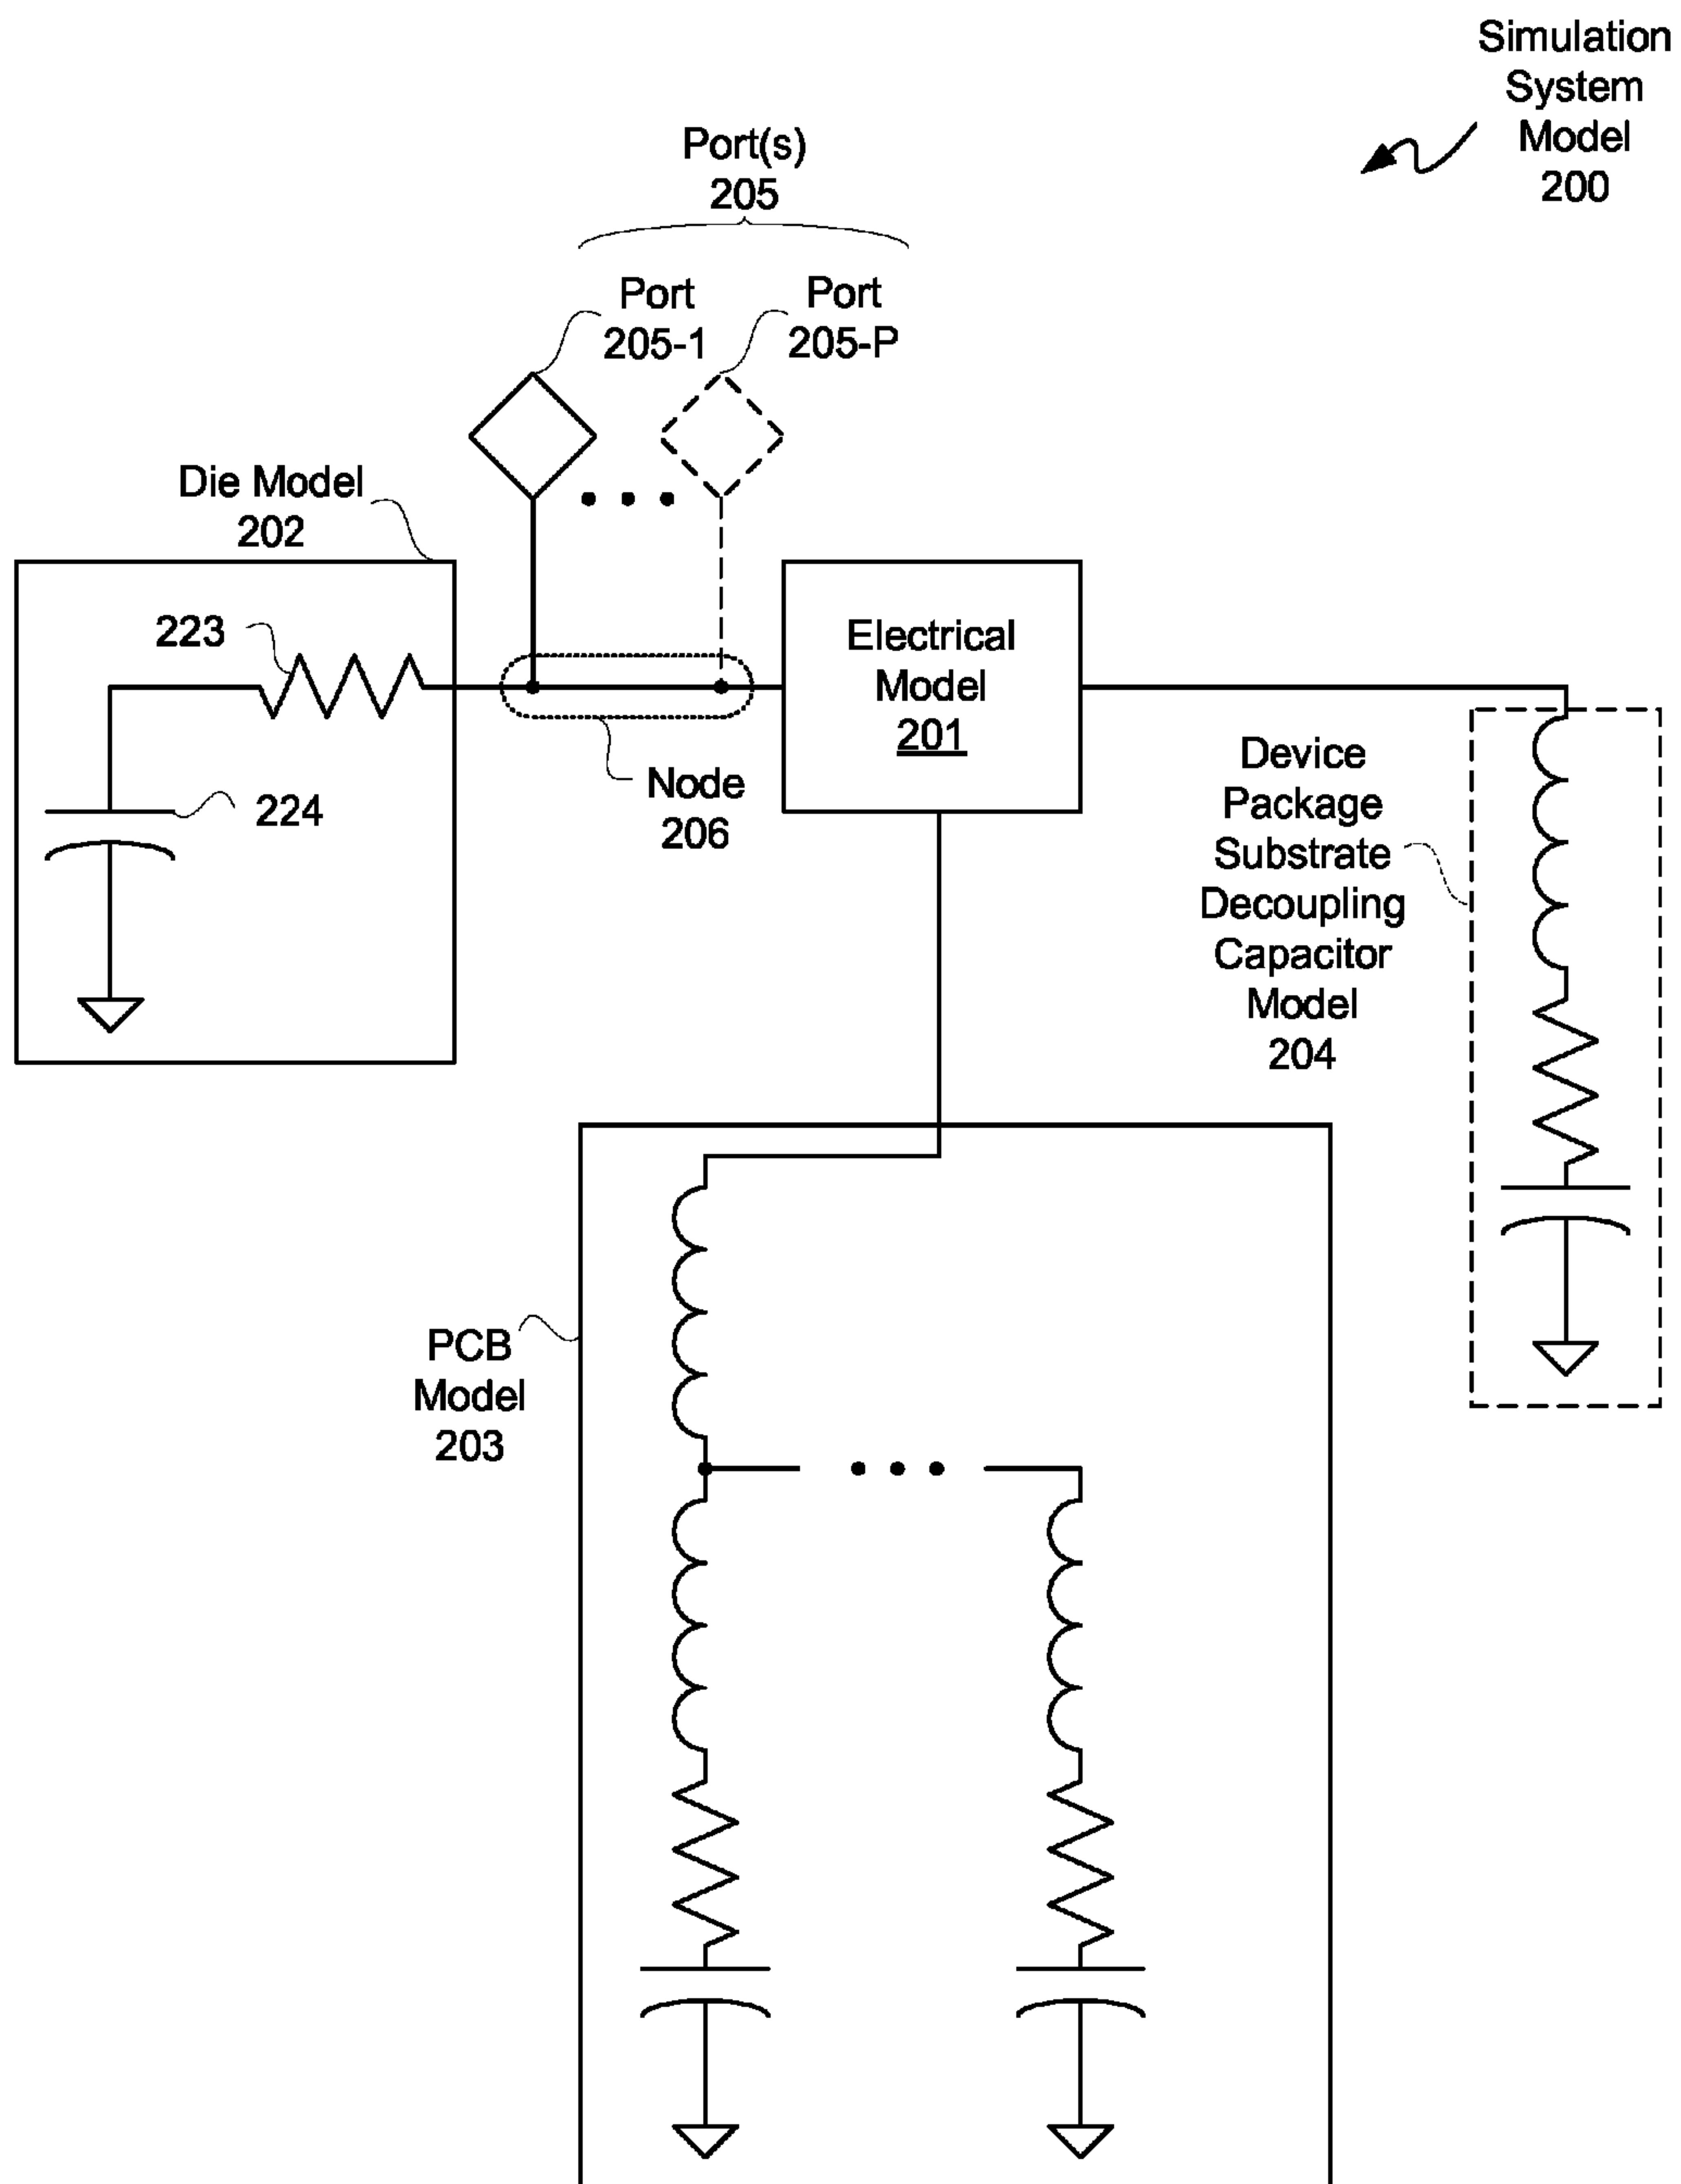 Simulation
System
Model
200
Port(s)
205
Port
205-1
Port
205-P
Die Model
202
223
224
Node
206
Electrical
Model
201
Device
Package
Substrate
Decoupling
Capacitor
Model
204
PCB
Model
203